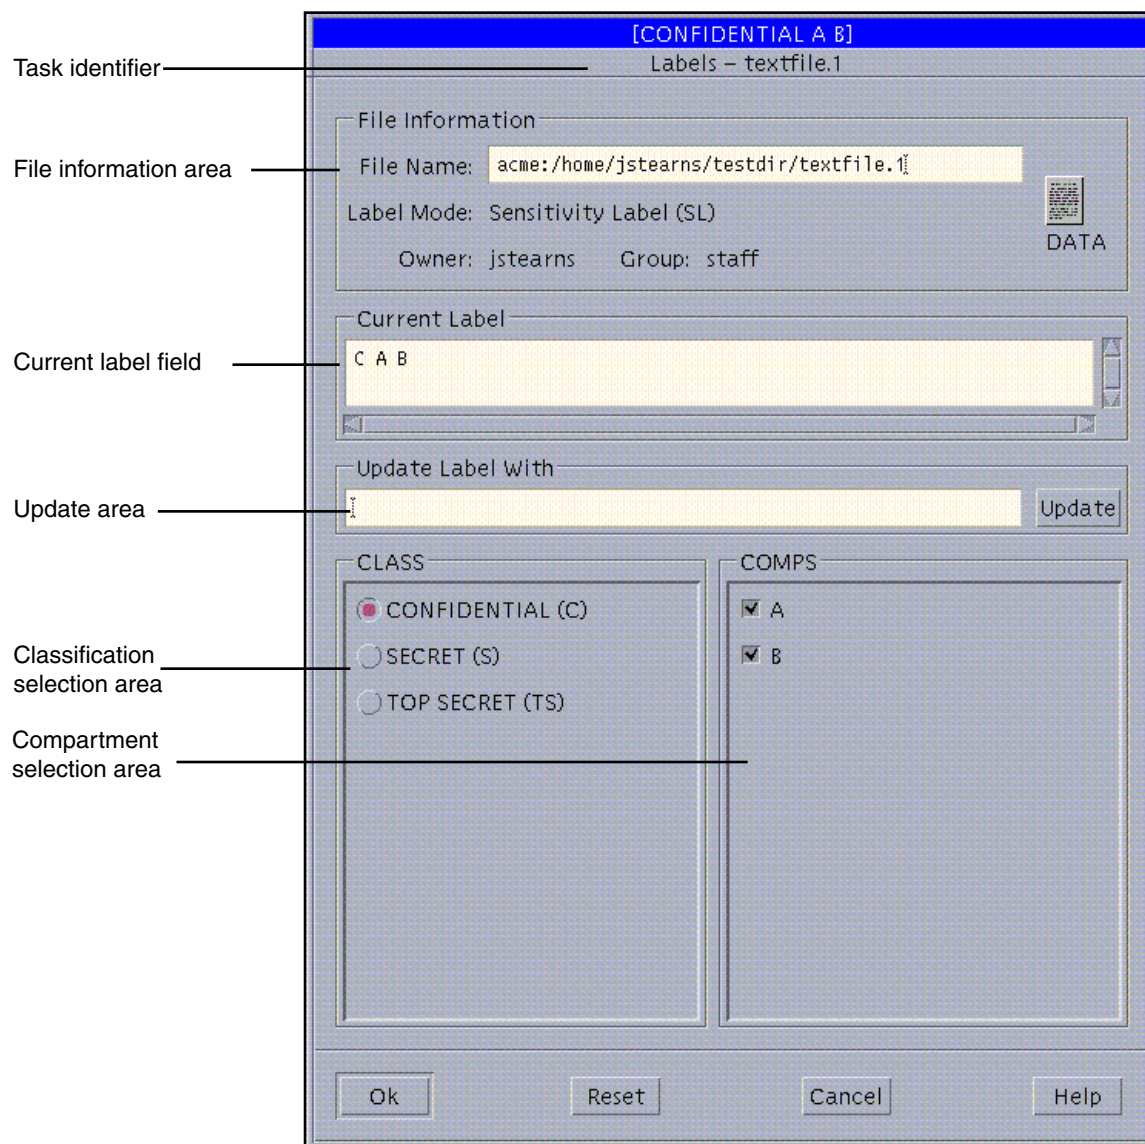 [CONFIDENTIAL A B]
Task identifier
Labels – textfile.1
File Information
File information area
File Name: acme:/home/jstearns/testdir/textfile.1
Label Mode: Sensitivity Label (SL)
DATA
Owner: jstearns Group: staff
Current Label
Current label field
C A B
Update Label With
Update area
Update
CLASS
COMPS
CONFIDENTIAL (C)
A
SECRET (S)
B
Classification
selection area
TOP SECRET (TS)
Compartment
selection area
Ok Reset Cancel Help